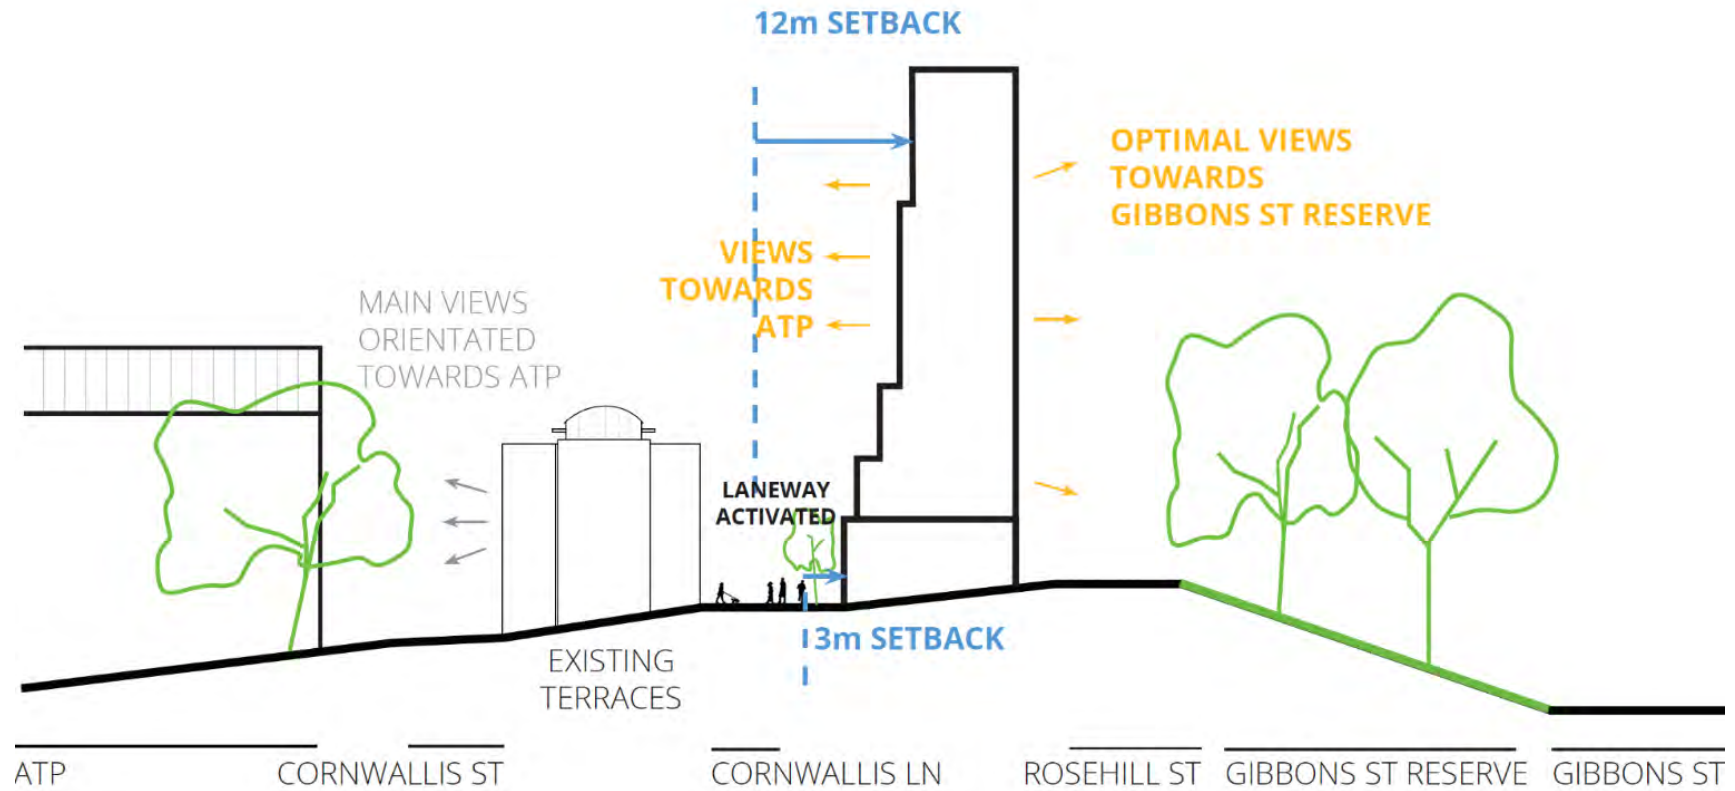 12m SETBACK
OPTIMAL VIEWS
TOWARDS
GIBBONS ST RESERVE
VIEWS
TOWARDS
ATP
MAIN VIEWS
ORIENTATED
TOWARDS ATP
LANEWAY
ACTIVATED
3m SETBACK
EXISTING
TERRACES
ATP
CORNWALLIS ST
CORNWALLIS LN
ROSEHILL ST
GIBBONS ST RESERVE
GIBBONS ST